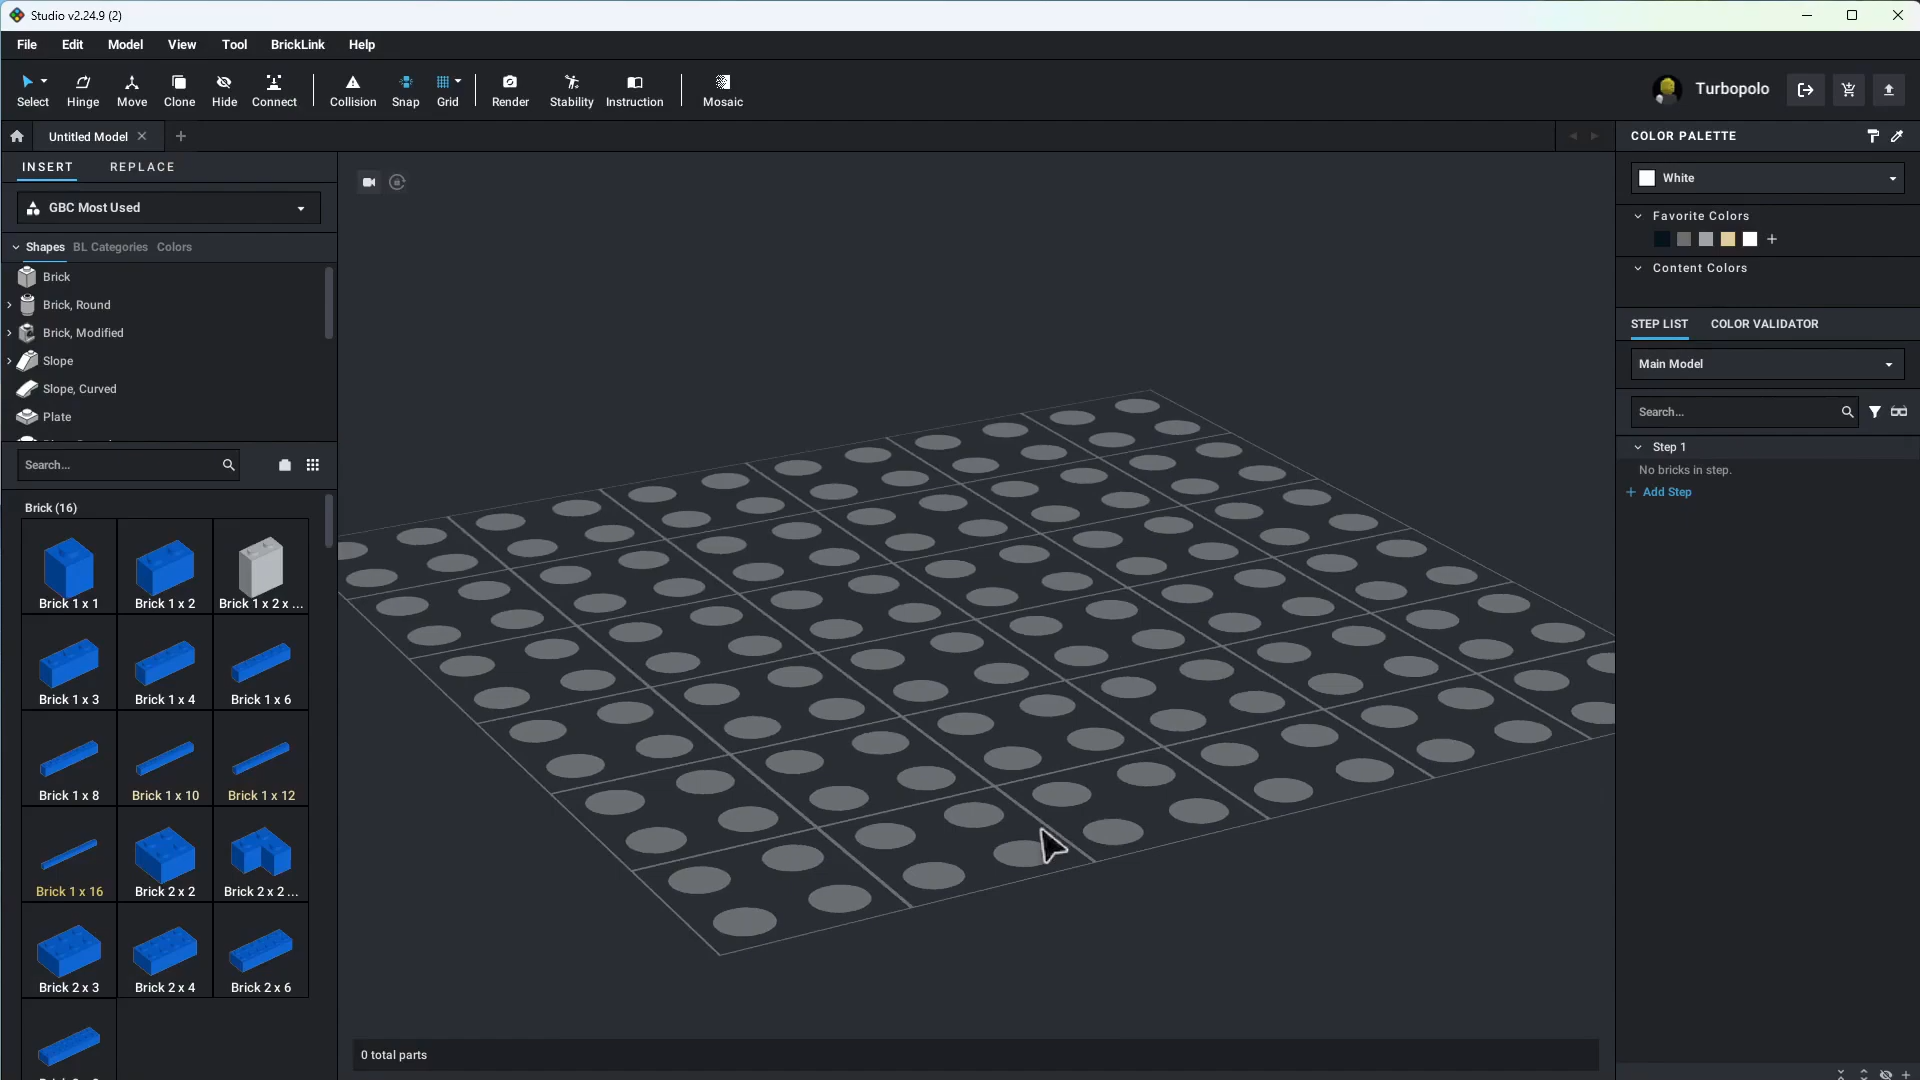 Studio v2.24.9 (2)
File Edit Model View Tool BrickLink Help
Select Hinge Move Clone Hide Connect Collision Snap Grid Render Stability Instruction Mosaic
Turbopolo
Untitled Model
INSERT REPLACE
GBC Most Used
Shapes BL Categories Colors
Brick
Brick, Round
Brick, Modified
Slope
Slope, Curved
Plate
Search...
Brick (16)
Brick 1 x 1 Brick 1 x 2 Brick 1 x 2 x ...
Brick 1 x 3 Brick 1 x 4 Brick 1 x 6
Brick 1 x 8 Brick 1 x 10 Brick 1 x 12
Brick 1 x 16 Brick 2 x 2 Brick 2 x 2 ...
Brick 2 x 3 Brick 2 x 4 Brick 2 x 6
0 total parts
COLOR PALETTE
White
Favorite Colors
Content Colors
STEP LIST COLOR VALIDATOR
Main Model
Search...
Step 1
No bricks in step.
+ Add Step